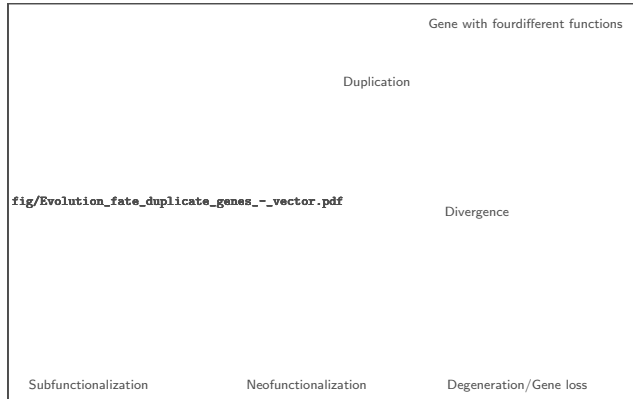 Gene with fourdifferent functions
Duplication
fig/Evolution_fate_duplicate_genes_-_vector.pdf
Divergence
Subfunctionalization
Neofunctionalization
Degeneration/Gene loss